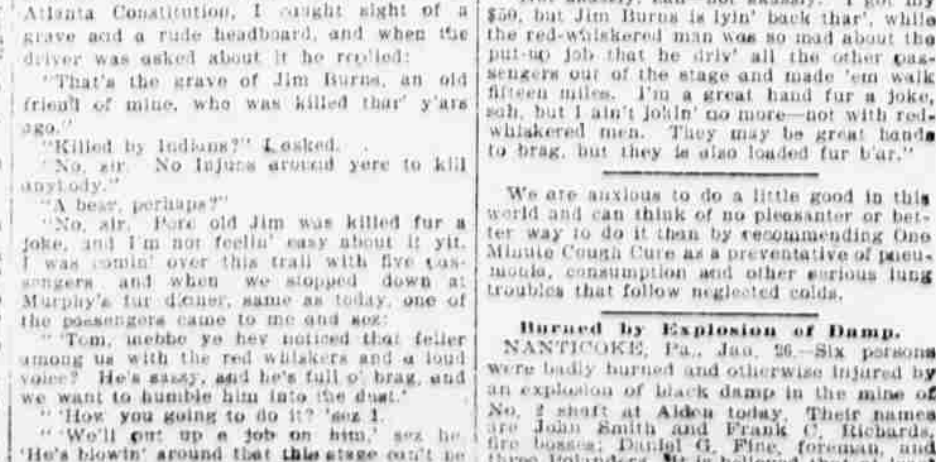 Atlanta Constitution, I caught sight of a
grave and a rude headboard, and when the
driver was asked about it he replied:
"That's the grave of Jim Burns, an old
friend of mine, who was killed thar' y'ars
ago."
"Killed by Indians?" I asked.
"No, sir. No Injuns around yere to kill
anybody."
"A bear, perhaps?"
"No, sir. Pore old Jim was killed fur a
joke, and I'm not feelin' easy about it yit.
I was comin' over this trail with five pas-
sengers, and when we stopped down at
Murphy's fur dinner, same as today, one of
the passengers came to me and sez:
"'Tom, mebbe ye hev noticed that feller
among us with the red whiskers and a loud
voice? He's sassy, and he's full o' brag, and
we want to humble him into the dust.'
"'How you going to do it? 'sez I.
"'We'll put up a job on him,' sez he.
'He's blowin' around that this stage can't be
$50, but Jim Burns is lyin' back thar', while
the red-whiskered man was so mad about the
put-up job that he driv' all the other pas-
sengers out of the stage and made 'em walk
fifteen miles. I'm a great hand fur a joke,
sah, but I ain't jokin' no more—not with red-
whiskered men. They may be great hands
to brag, but they is also loaded fur b'ar."
We are anxious to do a little good in this
world and can think of no pleasanter or bet-
ter way to do it than by recommending One
Minute Cough Cure as a preventative of pneu-
monia, consumption and other serious lung
troubles that follow neglected colds.
Burned by Explosion of Damp.
NANTICOKE, Pa., Jan. 26.—Six persons
were badly burned and otherwise injured by
an explosion of black damp in the mine of
No. 2 shaft at Alden today. Their names
are John Smith and Frank C. Richards,
fire bosses; Daniel G. Fine, foreman, and
three